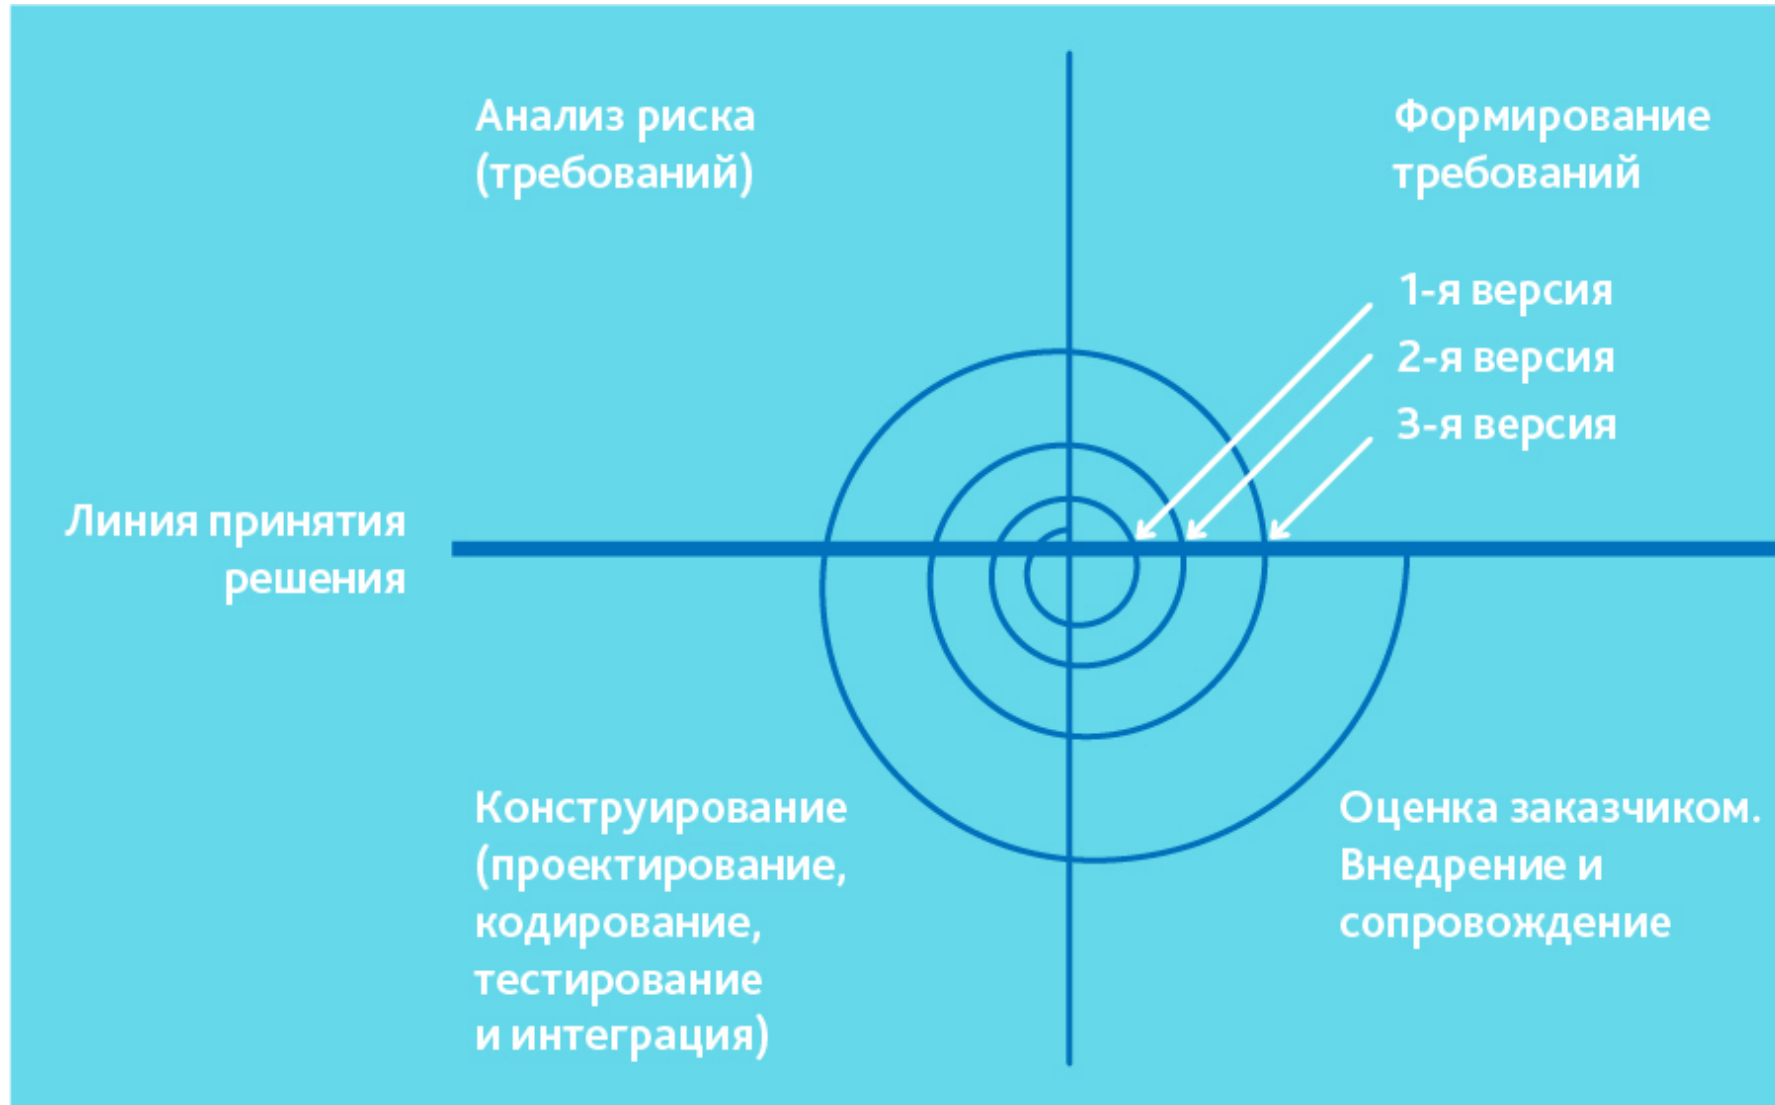 Анализ риска
(требований)
Формирование
требований
1-я версия
2-я версия
3-я версия
Линия принятия
решения
Конструирование
(проектирование,
кодирование,
тестирование
и интеграция)
Оценка заказчиком.
Внедрение и
сопровождение